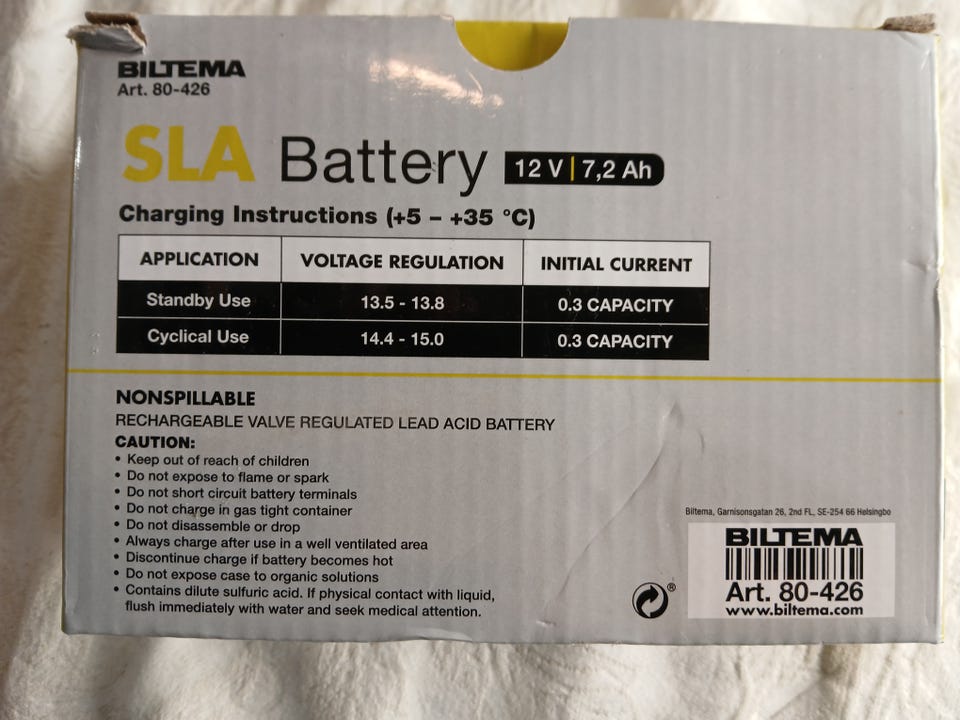 BILTEMA
Art. 80-426
SLA Battery 12 V | 7,2 Ah
Charging Instructions (+5 – +35 °C)
APPLICATION VOLTAGE REGULATION INITIAL CURRENT
Standby Use 13.5 - 13.8 0.3 CAPACITY
Cyclical Use 14.4 - 15.0 0.3 CAPACITY
NONSPILLABLE
RECHARGEABLE VALVE REGULATED LEAD ACID BATTERY
CAUTION:
• Keep out of reach of children
• Do not expose to flame or spark
• Do not short circuit battery terminals
• Do not charge in gas tight container
• Do not disassemble or drop
• Always charge after use in a well ventilated area
• Discontinue charge if battery becomes hot
• Do not expose case to organic solutions
• Contains dilute sulfuric acid. If physical contact with liquid,
flush immediately with water and seek medical attention.
Biltema, Garnisonsgatan 26, 2nd FL, SE-254 66 Helsingbo
®
BILTEMA
Art. 80-426
www.biltema.com